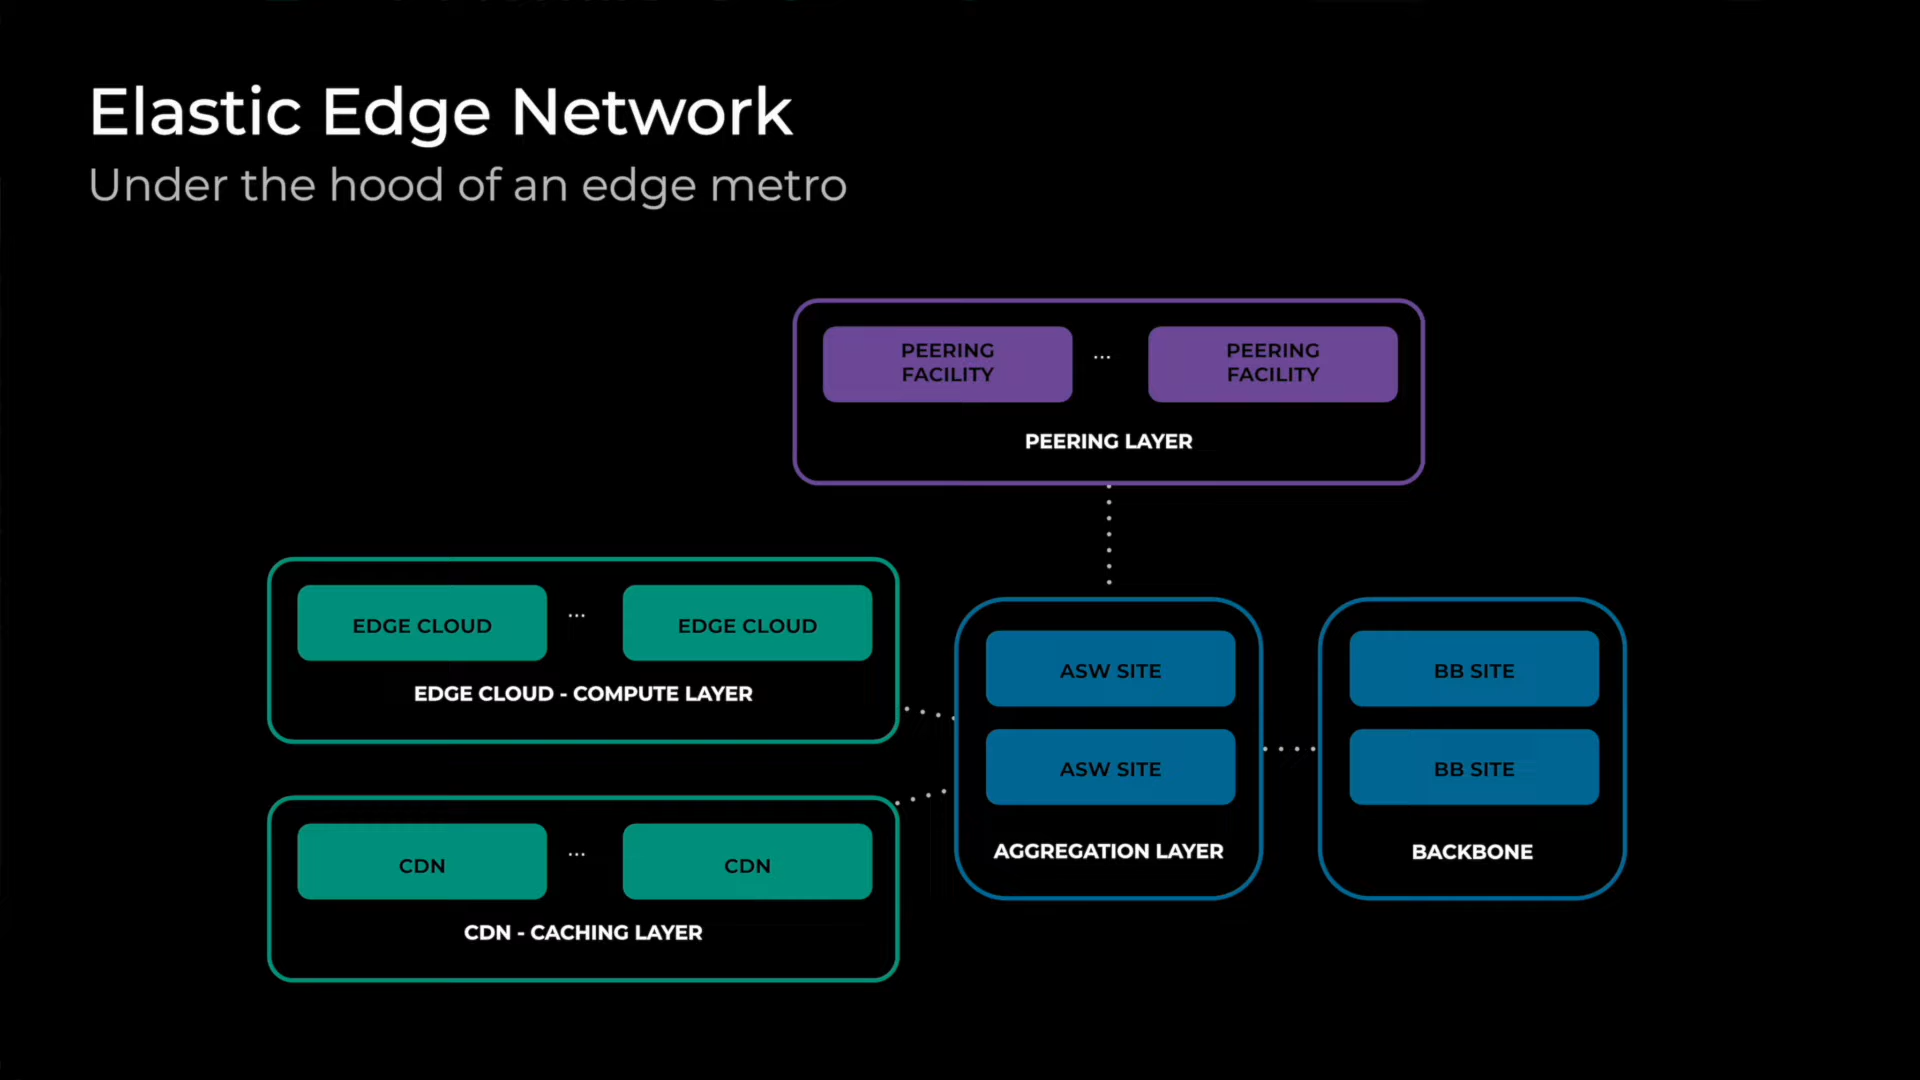 Elastic Edge Network
Under the hood of an edge metro
PEERING
FACILITY
...
PEERING
FACILITY
PEERING LAYER
EDGE CLOUD
...
EDGE CLOUD
EDGE CLOUD - COMPUTE LAYER
ASW SITE
ASW SITE
AGGREGATION LAYER
BB SITE
BB SITE
BACKBONE
CDN
...
CDN
CDN - CACHING LAYER